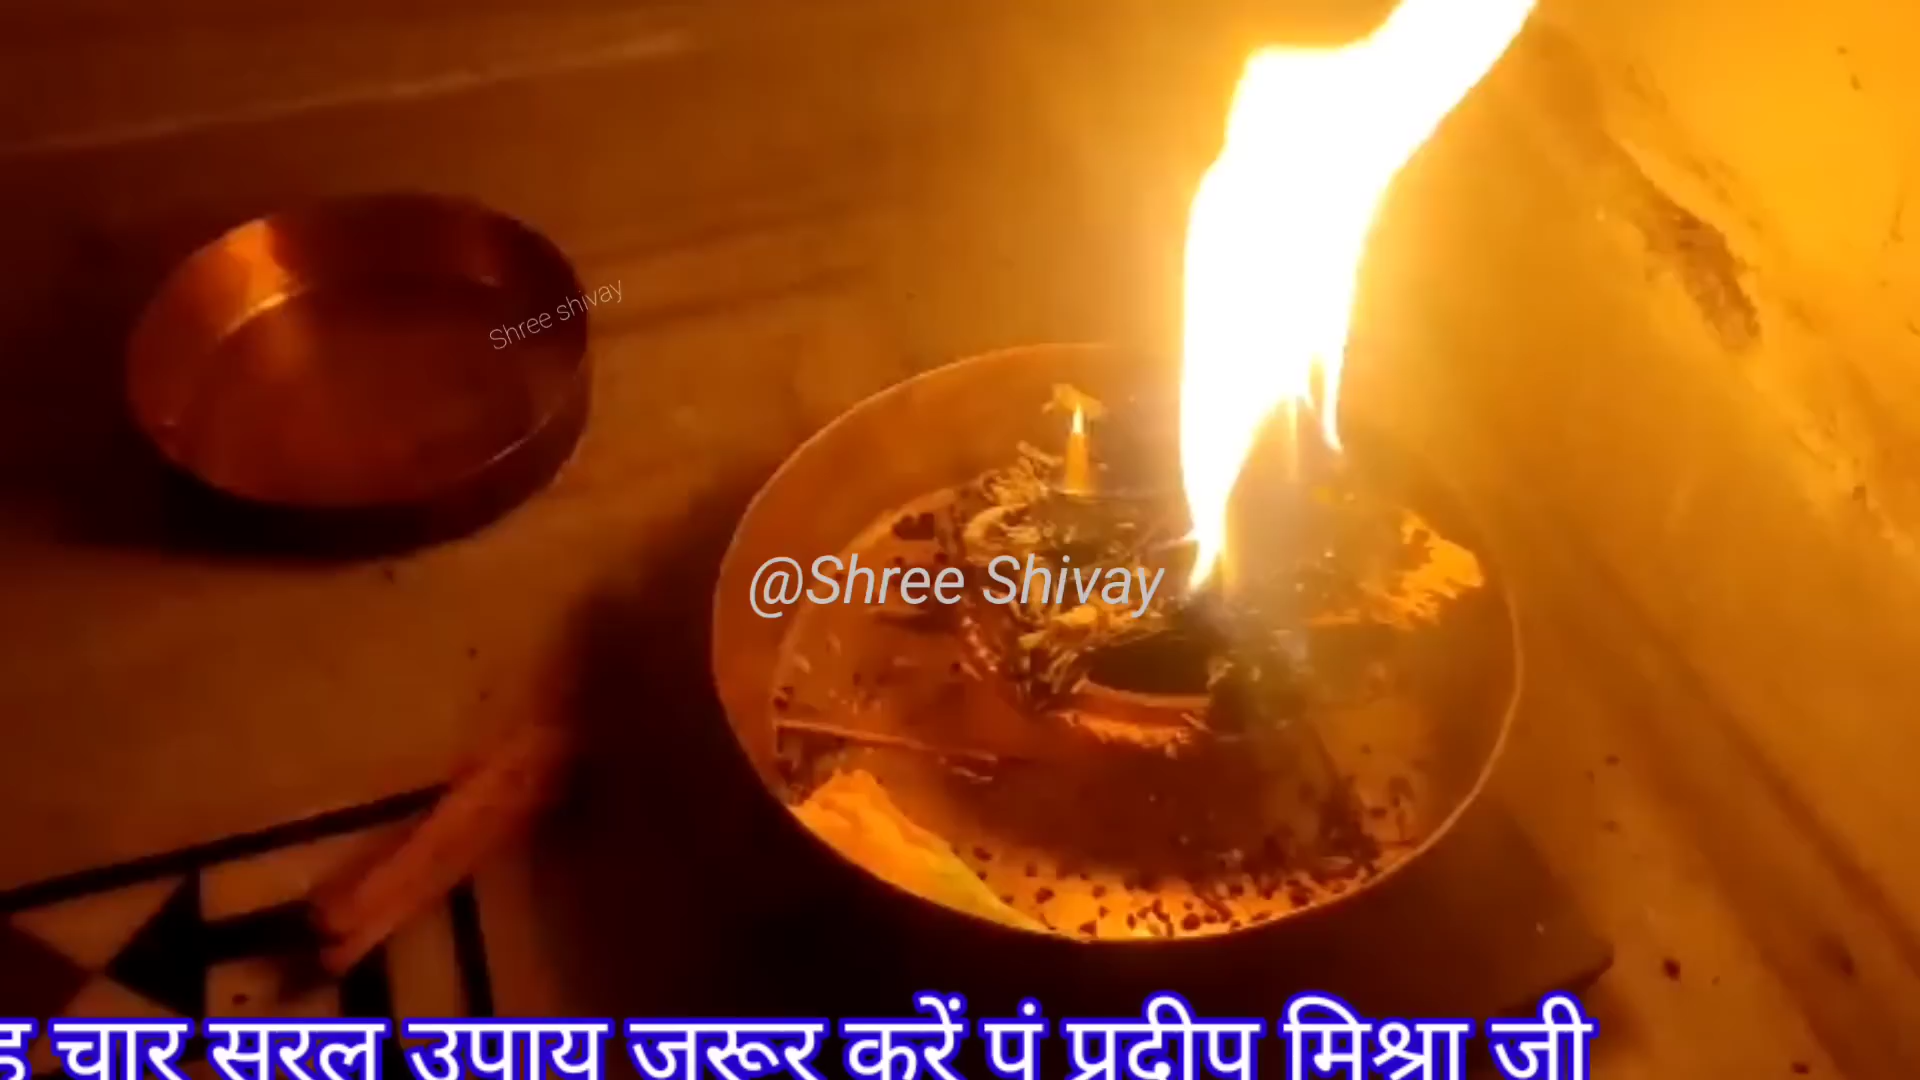 Shree shivay
@Shree Shivay
चार सरल उपाय जरूर करें पं प्रदीप मिश्रा जी